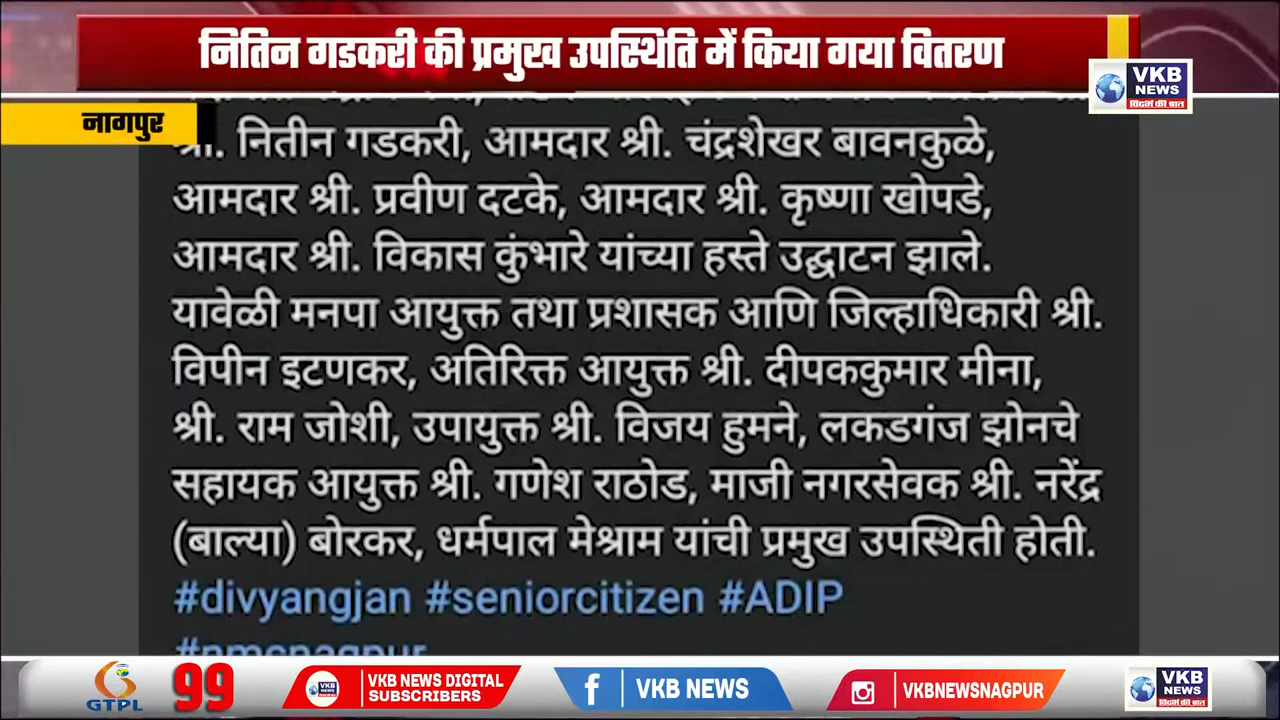 नितिन गडकरी की प्रमुख उपस्थिति में किया गया वितरण
VKB
NEWS
विदर्भ की बात
नागपुर
श्री. नितीन गडकरी, आमदार श्री. चंद्रशेखर बावनकुळे,
आमदार श्री. प्रवीण दटके, आमदार श्री. कृष्णा खोपडे,
आमदार श्री. विकास कुंभारे यांच्या हस्ते उद्घाटन झाले.
यावेळी मनपा आयुक्त तथा प्रशासक आणि जिल्हाधिकारी श्री.
विपीन इटणकर, अतिरिक्त आयुक्त श्री. दीपककुमार मीना,
श्री. राम जोशी, उपायुक्त श्री. विजय हुमने, लकडगंज झोनचे
सहायक आयुक्त श्री. गणेश राठोड, माजी नगरसेवक श्री. नरेंद्र
(बाल्या) बोरकर, धर्मपाल मेश्राम यांची प्रमुख उपस्थिती होती.
#divyangjan #seniorcitizen #ADIP
#nmcnagpur
GTPL
99
VKB NEWS DIGITAL
SUBSCRIBERS
VKB NEWS
VKBNEWSNAGPUR
VKB
NEWS
विदर्भ की बात